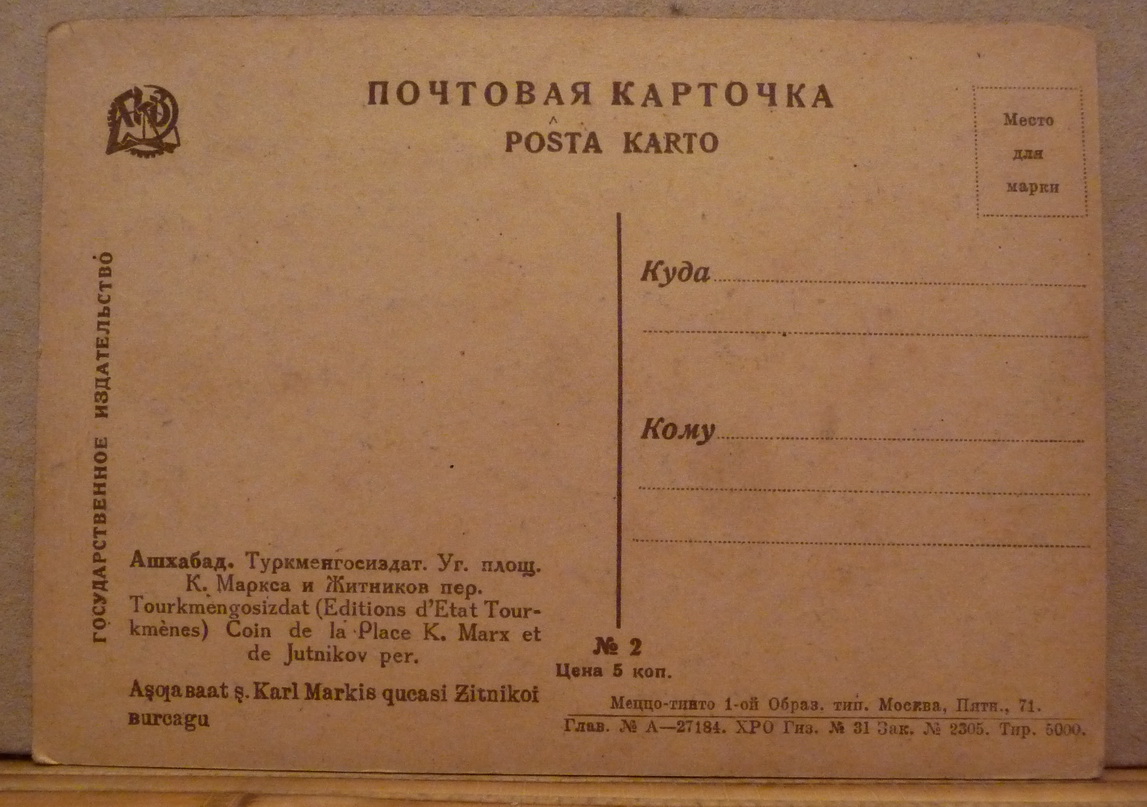 ПОЧТОВАЯ КАРТОЧКА
POŜTA KARTO
Место
для
марки
ГОСУДАРСТВЕННОЕ ИЗДАТЕЛЬСТВО
Куда
Кому
Ашхабад. Туркменгосиздат. Уг. площ.
К. Маркса и Житников пер.
Tourkmengosizdat (Editions d'Etat Tour-
kmènes) Coin de la Place K. Marx et
de Jutnikov per.
Karl Markis qucasi Zitnikoi
burcagu
№ 2
Цена 5 коп.
Меццо-тинто 1-ой Образ. тип. Москва, Пятн., 71.
Глав. № А—27184. ХРО Гиз. № 31 Зак. № 2305. Тир. 5000.